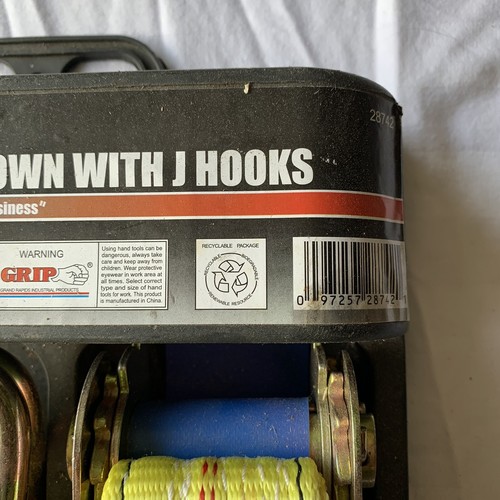 28742
OWN WITH J HOOKS
siness"
WARNING
GRIP®
GRAND RAPIDS INDUSTRIAL PRODUCTS
Using hand tools can be
dangerous, always take
care and keep away from
children. Wear protective
eyewear in work area at
all times. Select correct
type and size of hand
tools for work. This product
is manufactured in China.
RECYCLABLE PACKAGE
RECYCLABLE
BIODEGRADABLE
RENEWABLE RESOURCE
0 97257 28742